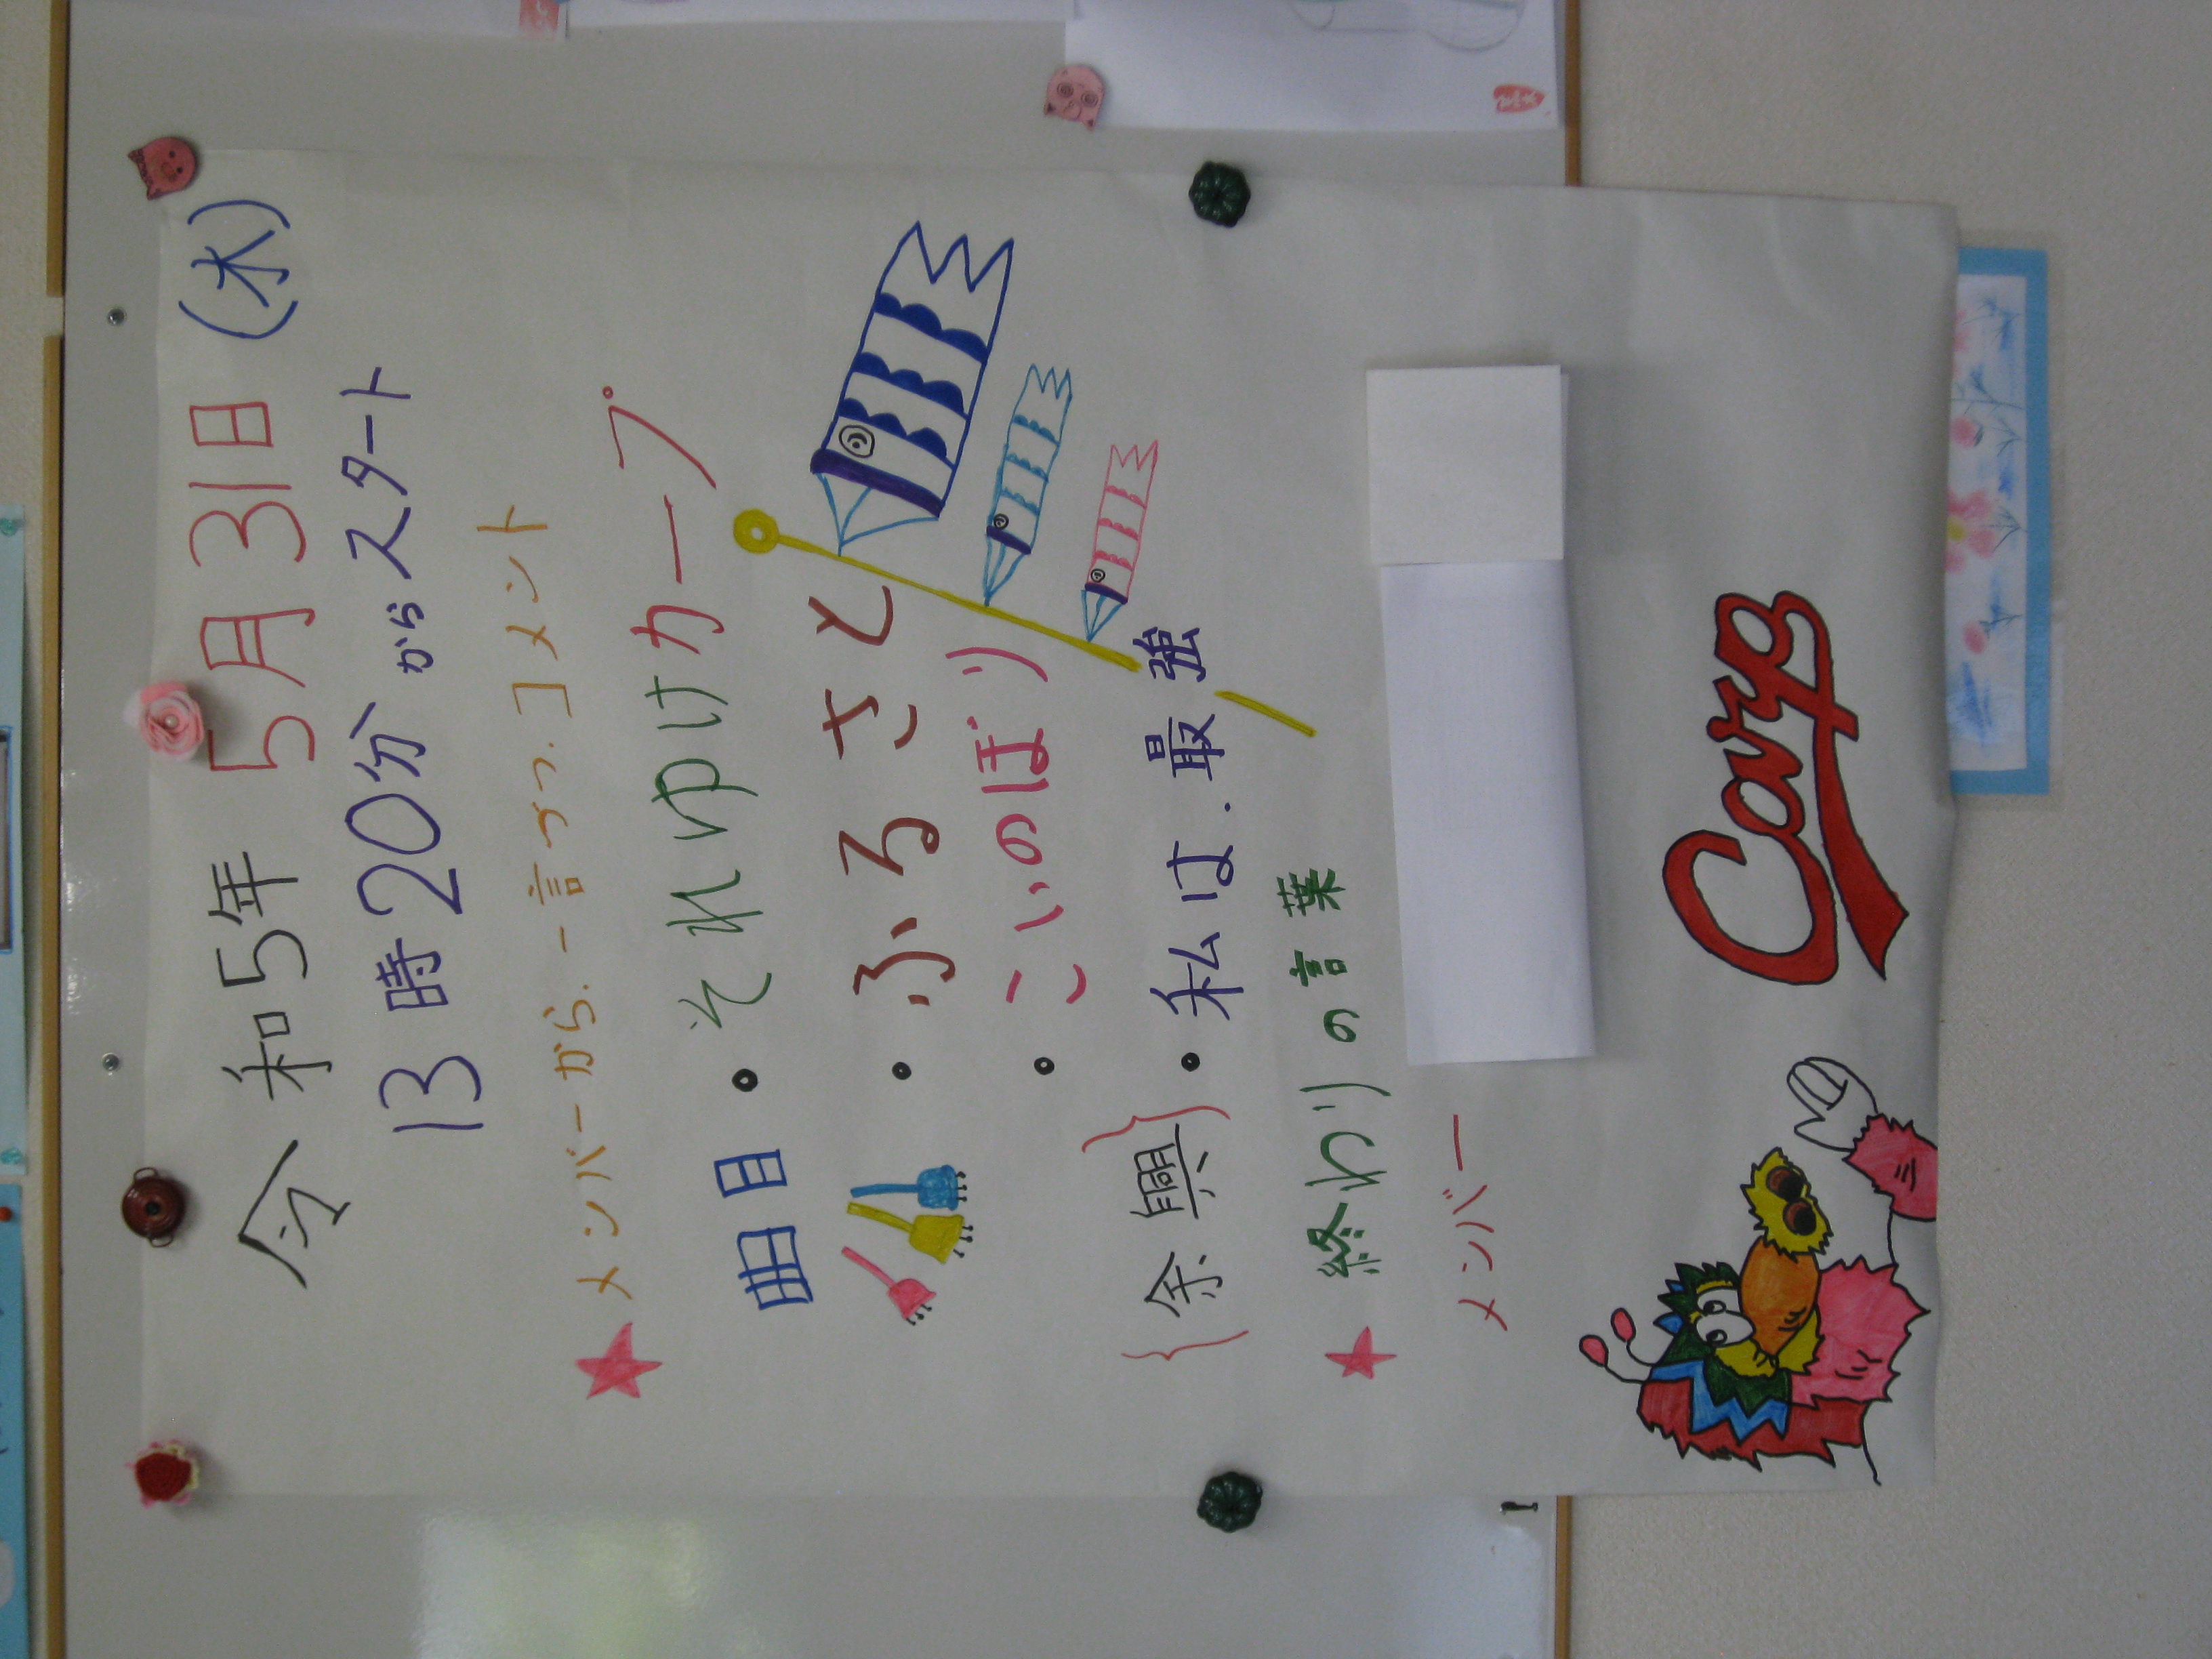 令和5年 5月31日(水)
13時20分からスタート
メンバーから.一言づつ.コメント
曲目・それゆけカープ
・ふるさと
・こいのぼり
{余興}・私は.最強
終わりの言葉
メンバー
Carp